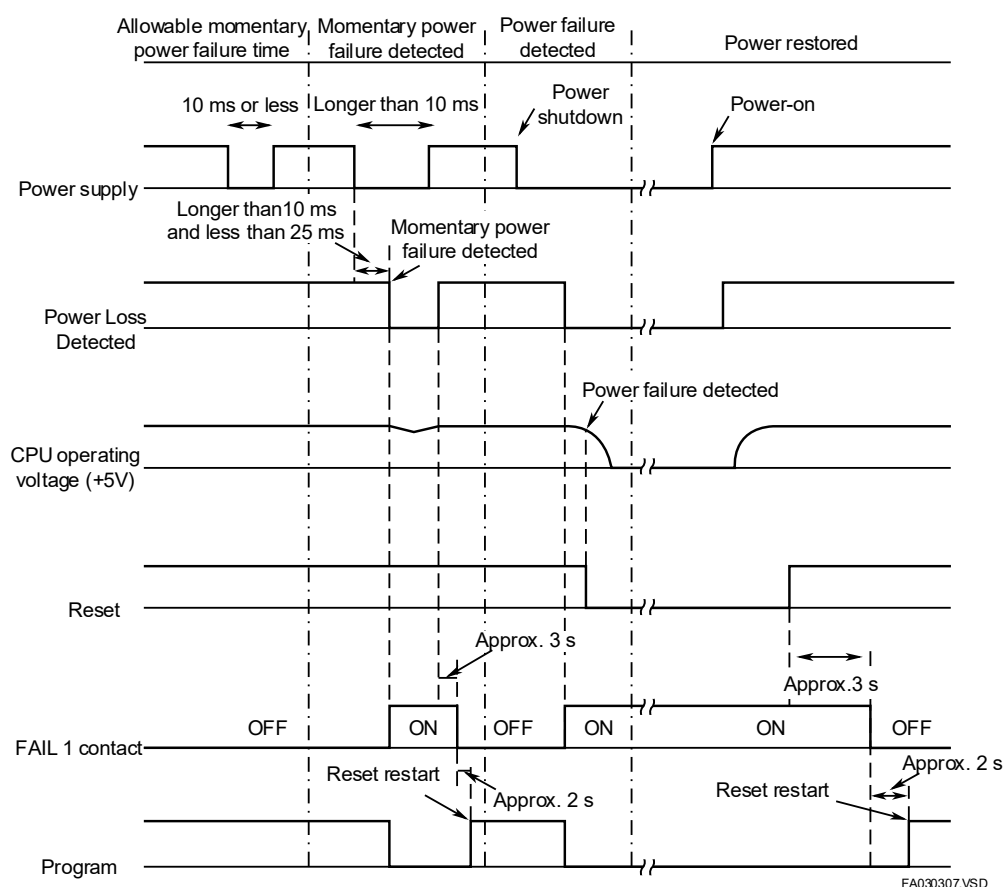 Allowable momentary
power failure time
Momentary power
failure detected
Power failure
detected
Power restored
10 ms or less
Longer than 10 ms
Power
shutdown
Power-on
Power supply
Longer than10 ms
and less than 25 ms
Momentary power
failure detected
Power Loss
Detected
Power failure detected
CPU operating
voltage (+5V)
Reset
Approx. 3 s
Approx.3 s
OFF
ON
OFF
ON
ON
OFF
FAIL 1 contact
Reset restart
Approx. 2 s
Reset restart
Approx. 2 s
Program
FA030307.VSD